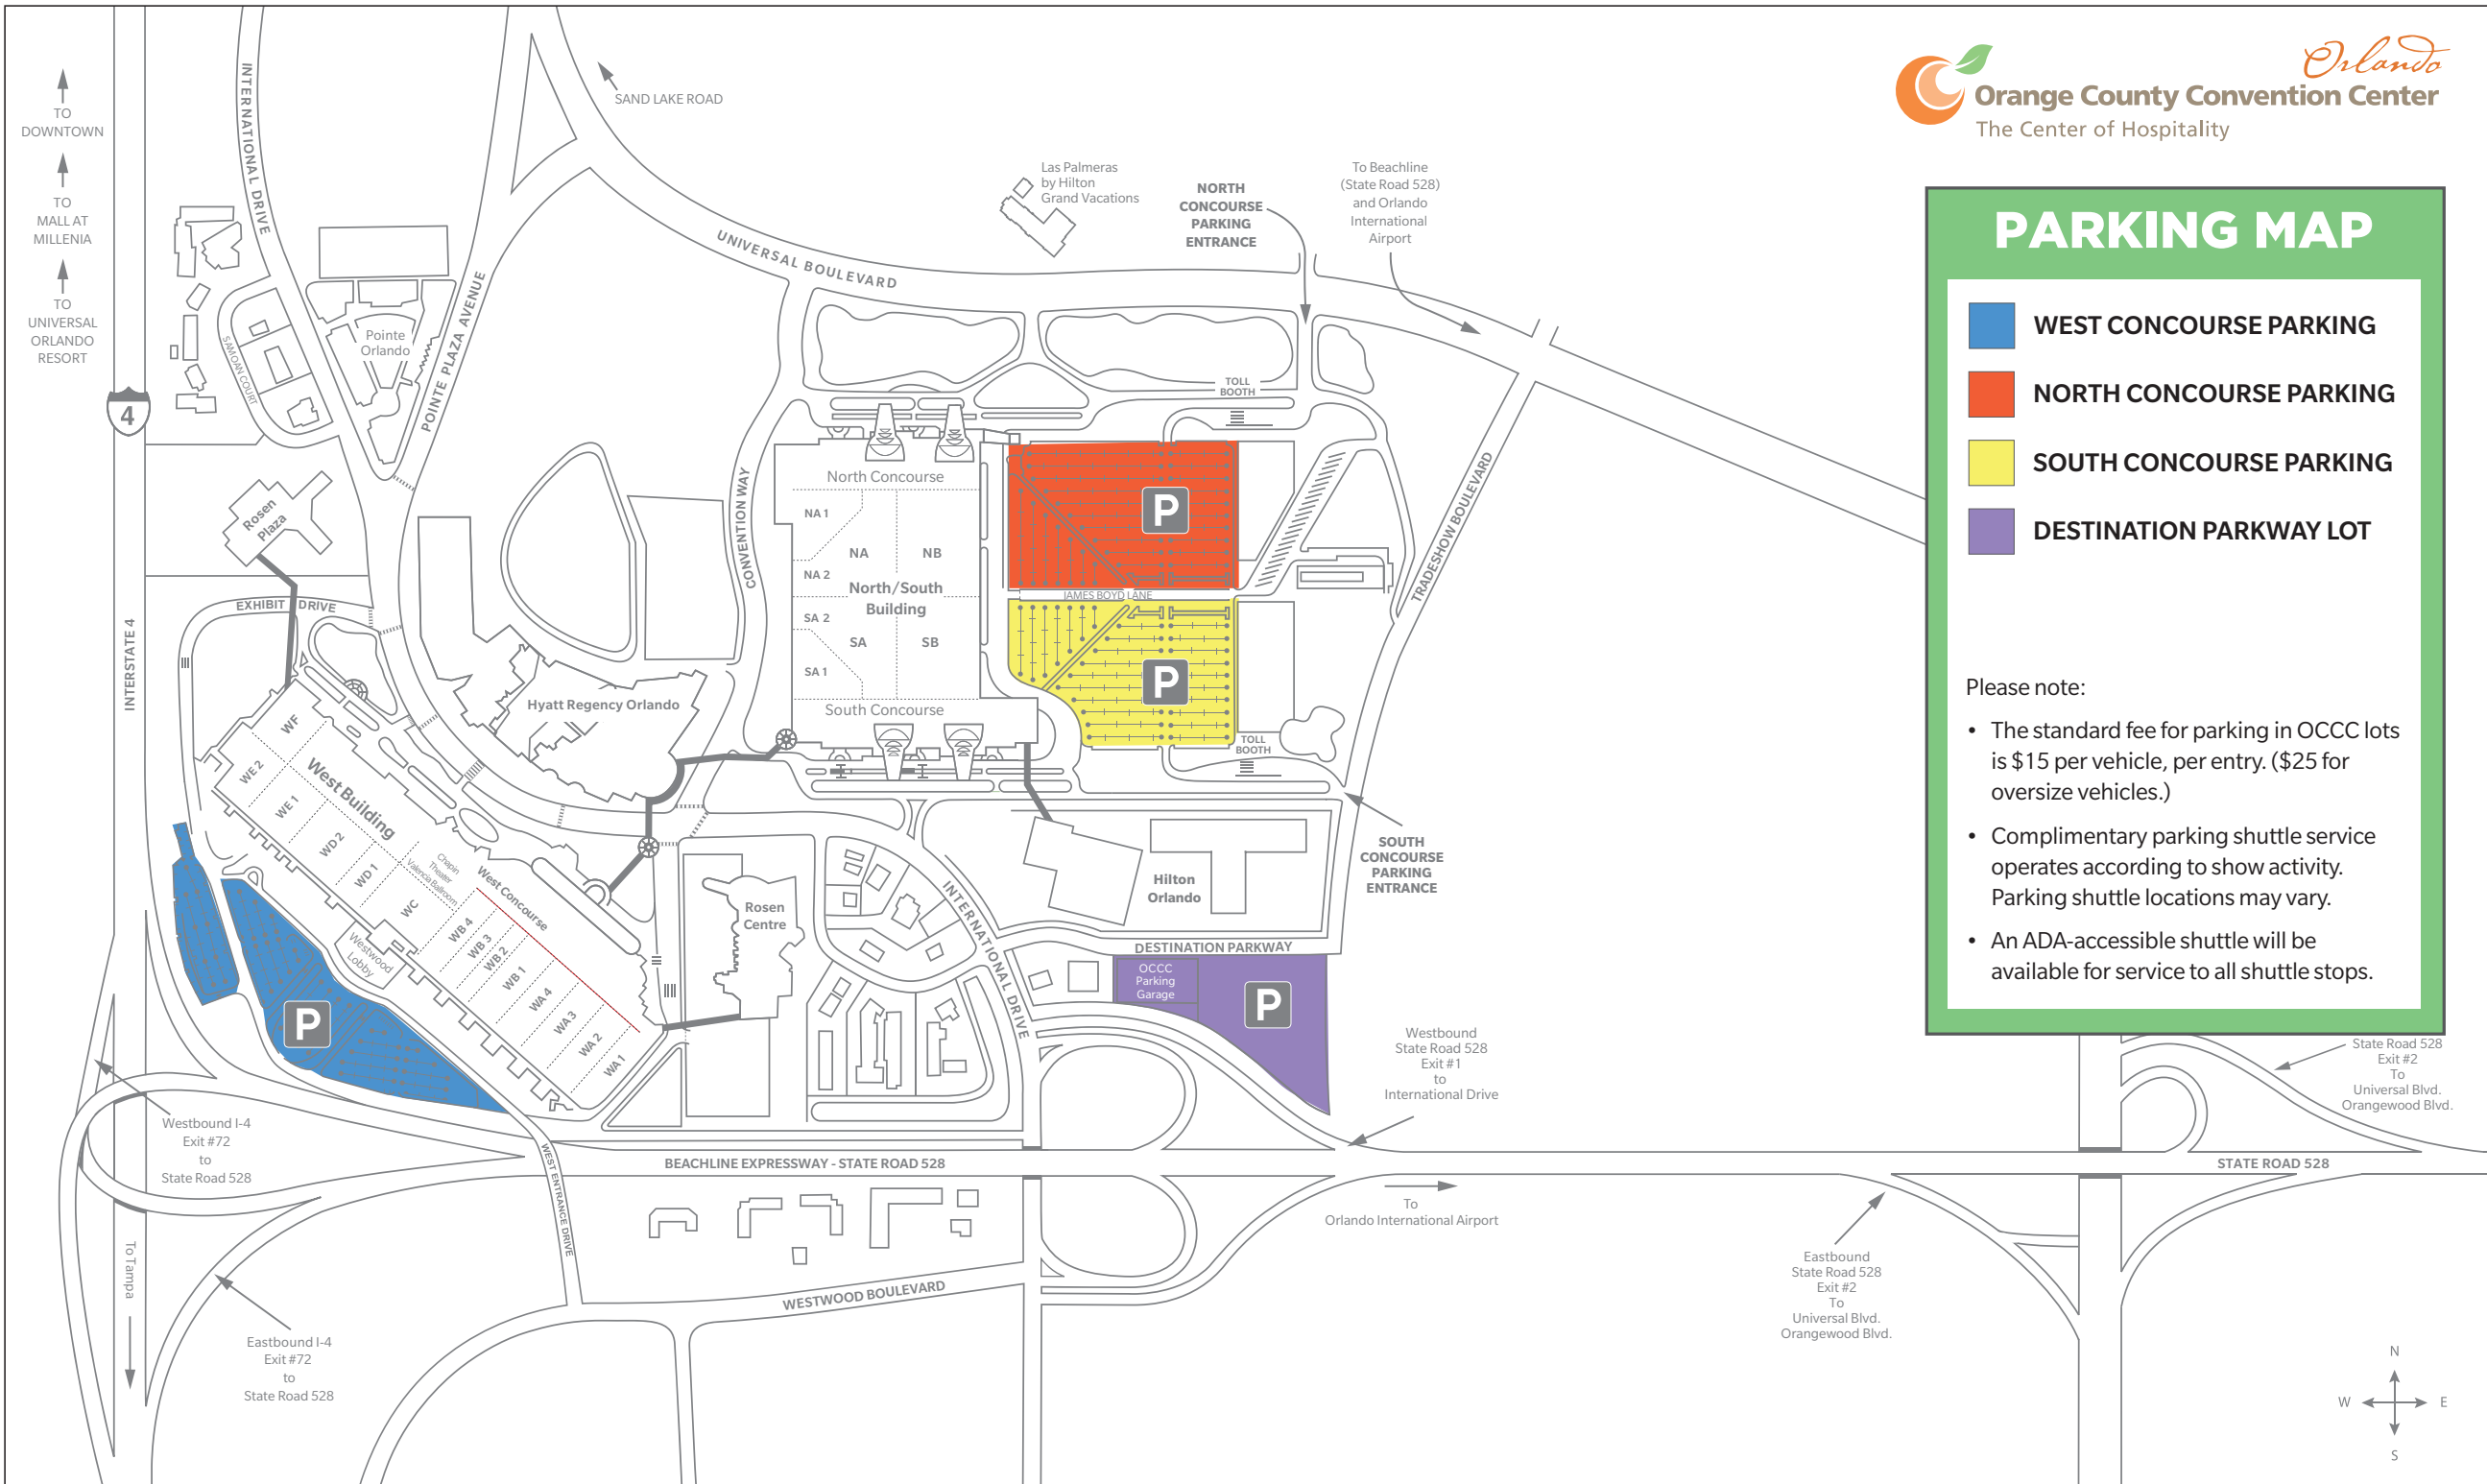 Orlando
Orange County Convention Center
The Center of Hospitality
PARKING MAP
WEST CONCOURSE PARKING
NORTH CONCOURSE PARKING
SOUTH CONCOURSE PARKING
DESTINATION PARKWAY LOT
Please note:
• The standard fee for parking in OCCC lots
is $15 per vehicle, per entry. ($25 for
oversize vehicles.)
• Complimentary parking shuttle service
operates according to show activity.
Parking shuttle locations may vary.
• An ADA-accessible shuttle will be
available for service to all shuttle stops.
TO
DOWNTOWN
TO
MALL AT
MILLENIA
TO
UNIVERSAL
ORLANDO
RESORT
4
INTERSTATE 4
INTERNATIONAL DRIVE
SAND LAKE ROAD
Las Palmeras
by Hilton
Grand Vacations
NORTH
CONCOURSE
PARKING
ENTRANCE
To Beachline
(State Road 528)
and Orlando
International
Airport
UNIVERSAL BOULEVARD
Pointe
Orlando
SAMOAN COURT
POINTE PLAZA AVENUE
TOLL
BOOTH
CONVENTION WAY
TRADESHOW BOULEVARD
North Concourse
NA 1
NA
NB
NA 2
North/South
Building
SA 2
SA
SB
SA 1
South Concourse
P
JAMES BOYD LANE
P
TOLL
BOOTH
Rosen
Plaza
EXHIBIT DRIVE
Hyatt Regency Orlando
WF
WE 2
WE 1
West Building
WD 2
WD 1
Chapin
Theater
Valencia Ballroom
WC
West Concourse
WB 4
WB 3
WB 2
WB 1
WA 4
WA 3
WA 2
WA 1
Westwood
Lobby
P
Rosen
Centre
INTERNATIONAL DRIVE
Hilton
Orlando
SOUTH
CONCOURSE
PARKING
ENTRANCE
DESTINATION PARKWAY
OCCC
Parking
Garage
P
Westbound
State Road 528
Exit #1
to
International Drive
State Road 528
Exit #2
To
Universal Blvd.
Orangewood Blvd.
Westbound I-4
Exit #72
to
State Road 528
BEACHLINE EXPRESSWAY - STATE ROAD 528
STATE ROAD 528
WEST ENTRANCE DRIVE
To
Orlando International Airport
To Tampa
Eastbound
State Road 528
Exit #2
To
Universal Blvd.
Orangewood Blvd.
WESTWOOD BOULEVARD
Eastbound I-4
Exit #72
to
State Road 528
N
W
E
S